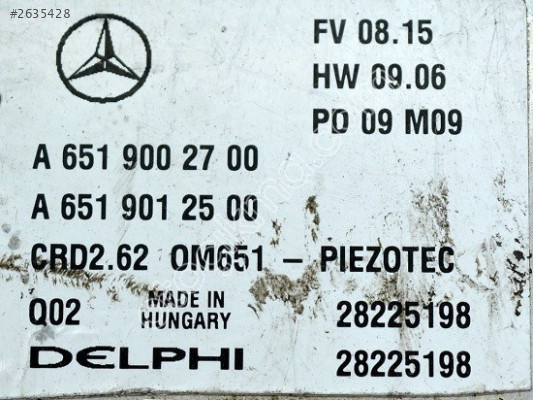 #2635428
FV 08.15
HW 09.06
PD 09 M09
A 651 900 27 00
A 651 901 25 00
CRD2.62 OM651 - PIEZOTEC
Q02 MADE IN HUNGARY 28225198
DELPHI 28225198